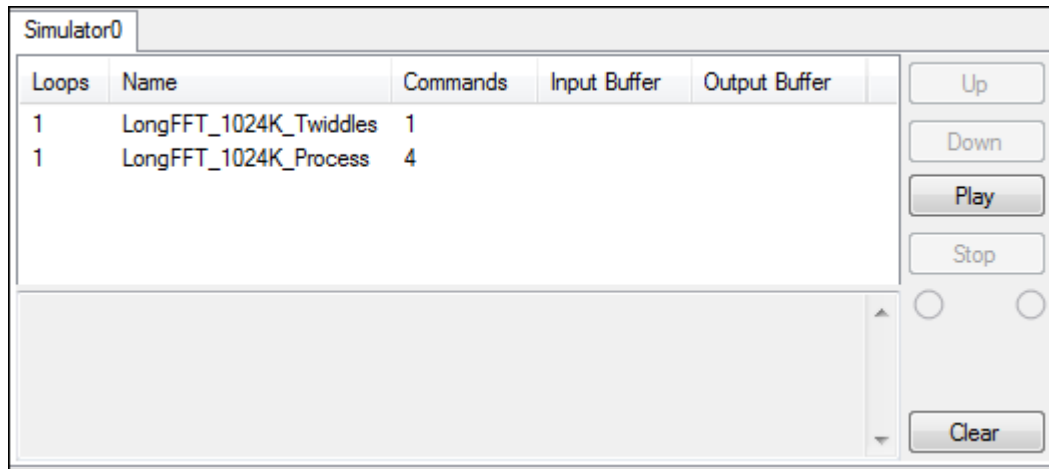 Simulator0
Loops Name Commands Input Buffer Output Buffer
1 LongFFT_1024K_Twiddles 1
1 LongFFT_1024K_Process 4
Up
Down
Play
Stop
Clear